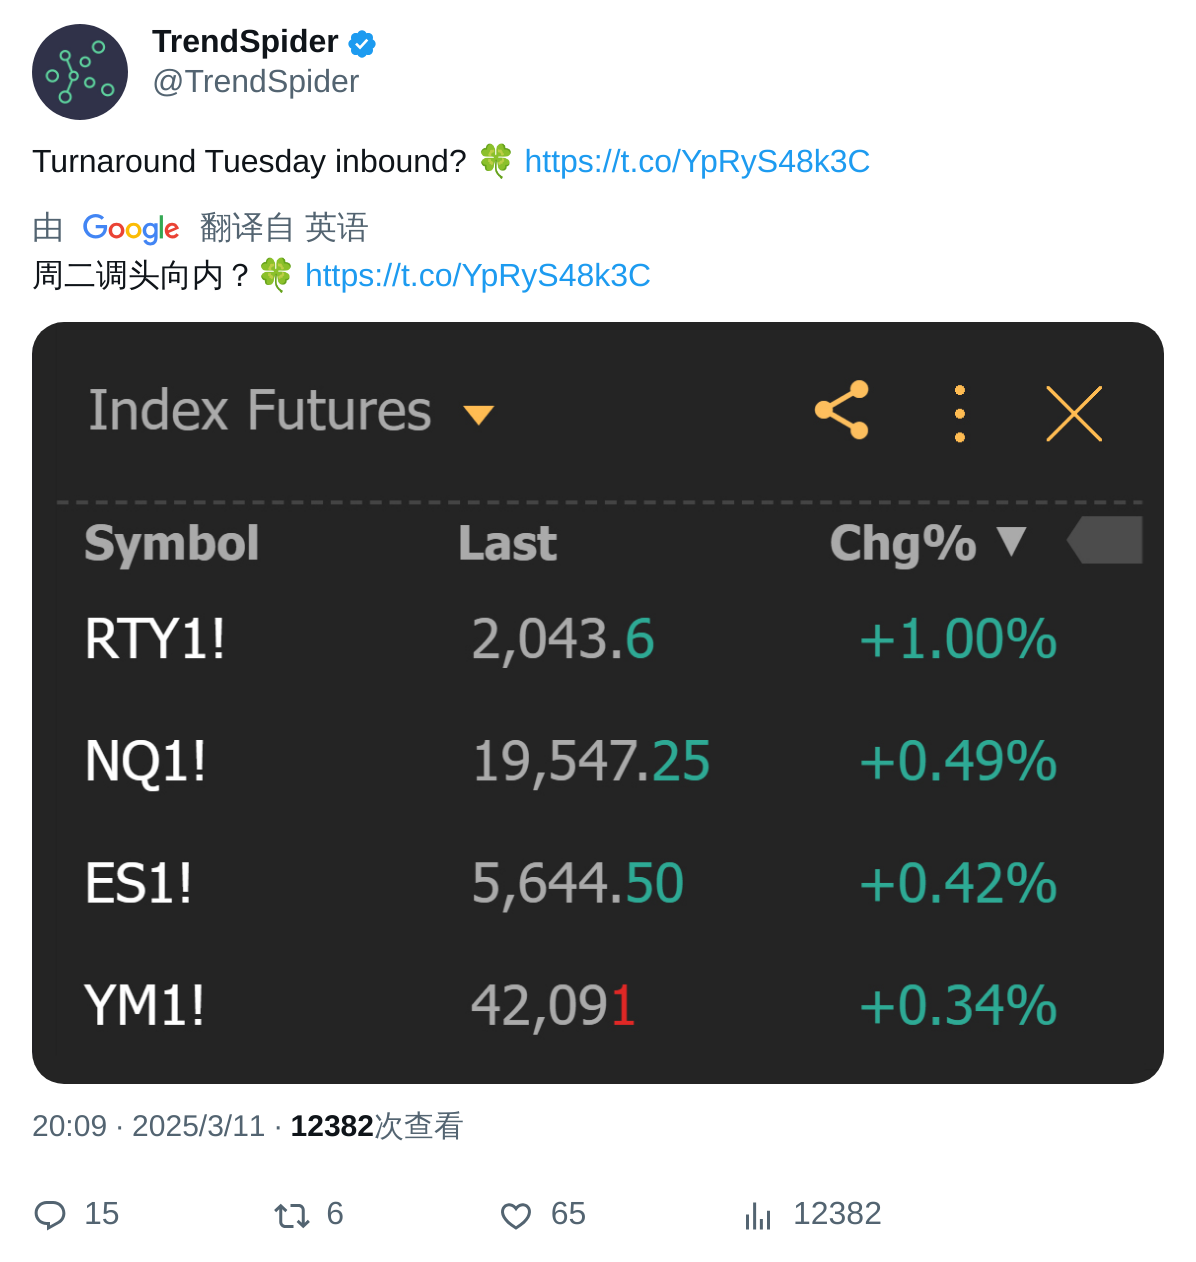 TrendSpider
@TrendSpider
Turnaround Tuesday inbound? 🍀 https://t.co/YpRyS48k3C
由 Google 翻译自 英语
周二调头向内？🍀 https://t.co/YpRyS48k3C
Index Futures
Symbol Last Chg% ▼
RTY1! 2,043.6 +1.00%
NQ1! 19,547.25 +0.49%
ES1! 5,644.50 +0.42%
YM1! 42,091 +0.34%
20:09 · 2025/3/11 · 12382次查看
15 6 65 12382